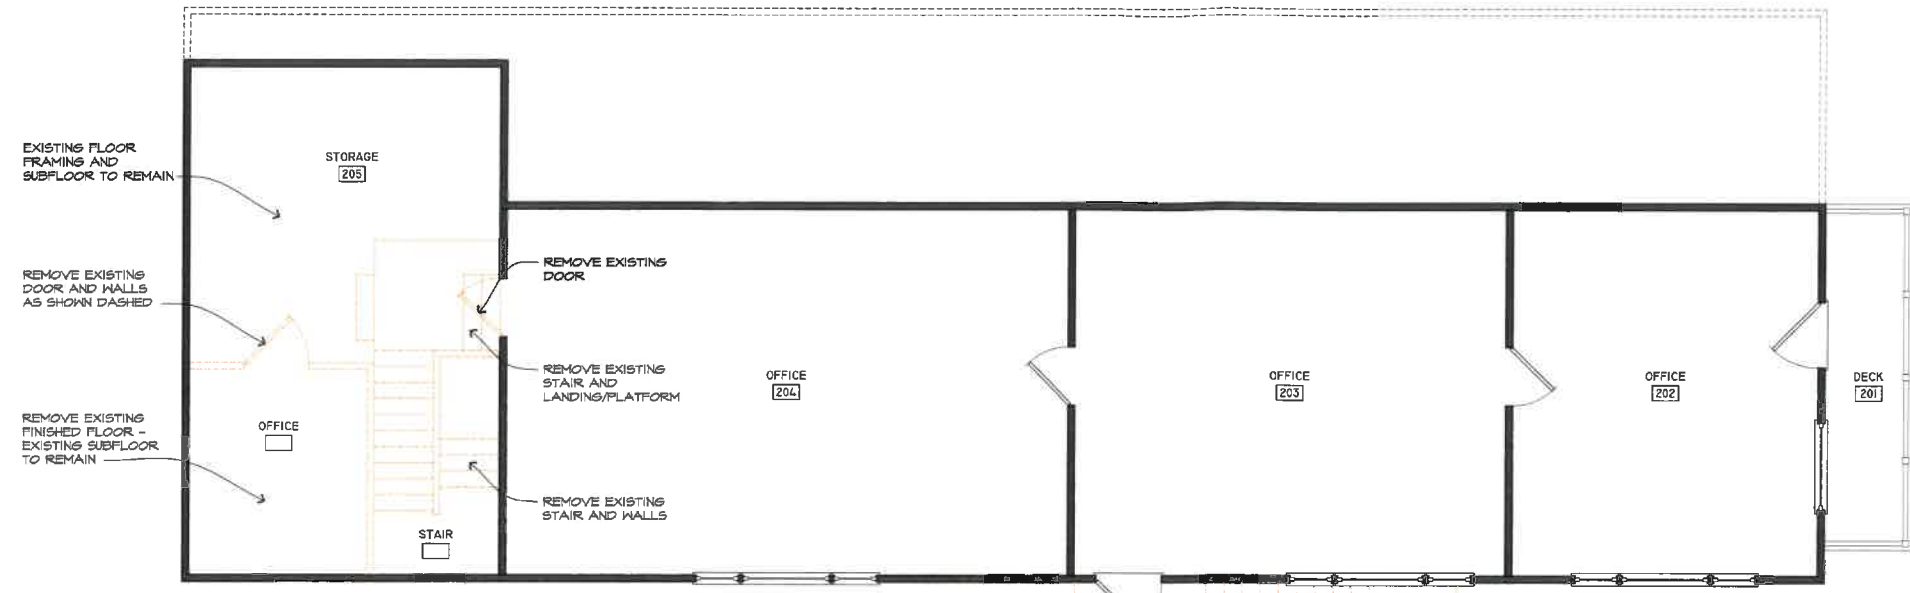 EXISTING FLOOR
FRAMING AND
SUBFLOOR TO REMAIN
STORAGE
205
REMOVE EXISTING
DOOR AND WALLS
AS SHOWN DASHED
REMOVE EXISTING
DOOR
REMOVE EXISTING
STAIR AND
LANDING/PLATFORM
OFFICE
204
OFFICE
203
OFFICE
202
DECK
201
REMOVE EXISTING
FINISHED FLOOR -
EXISTING SUBFLOOR
TO REMAIN
OFFICE
REMOVE EXISTING
STAIR AND WALLS
STAIR